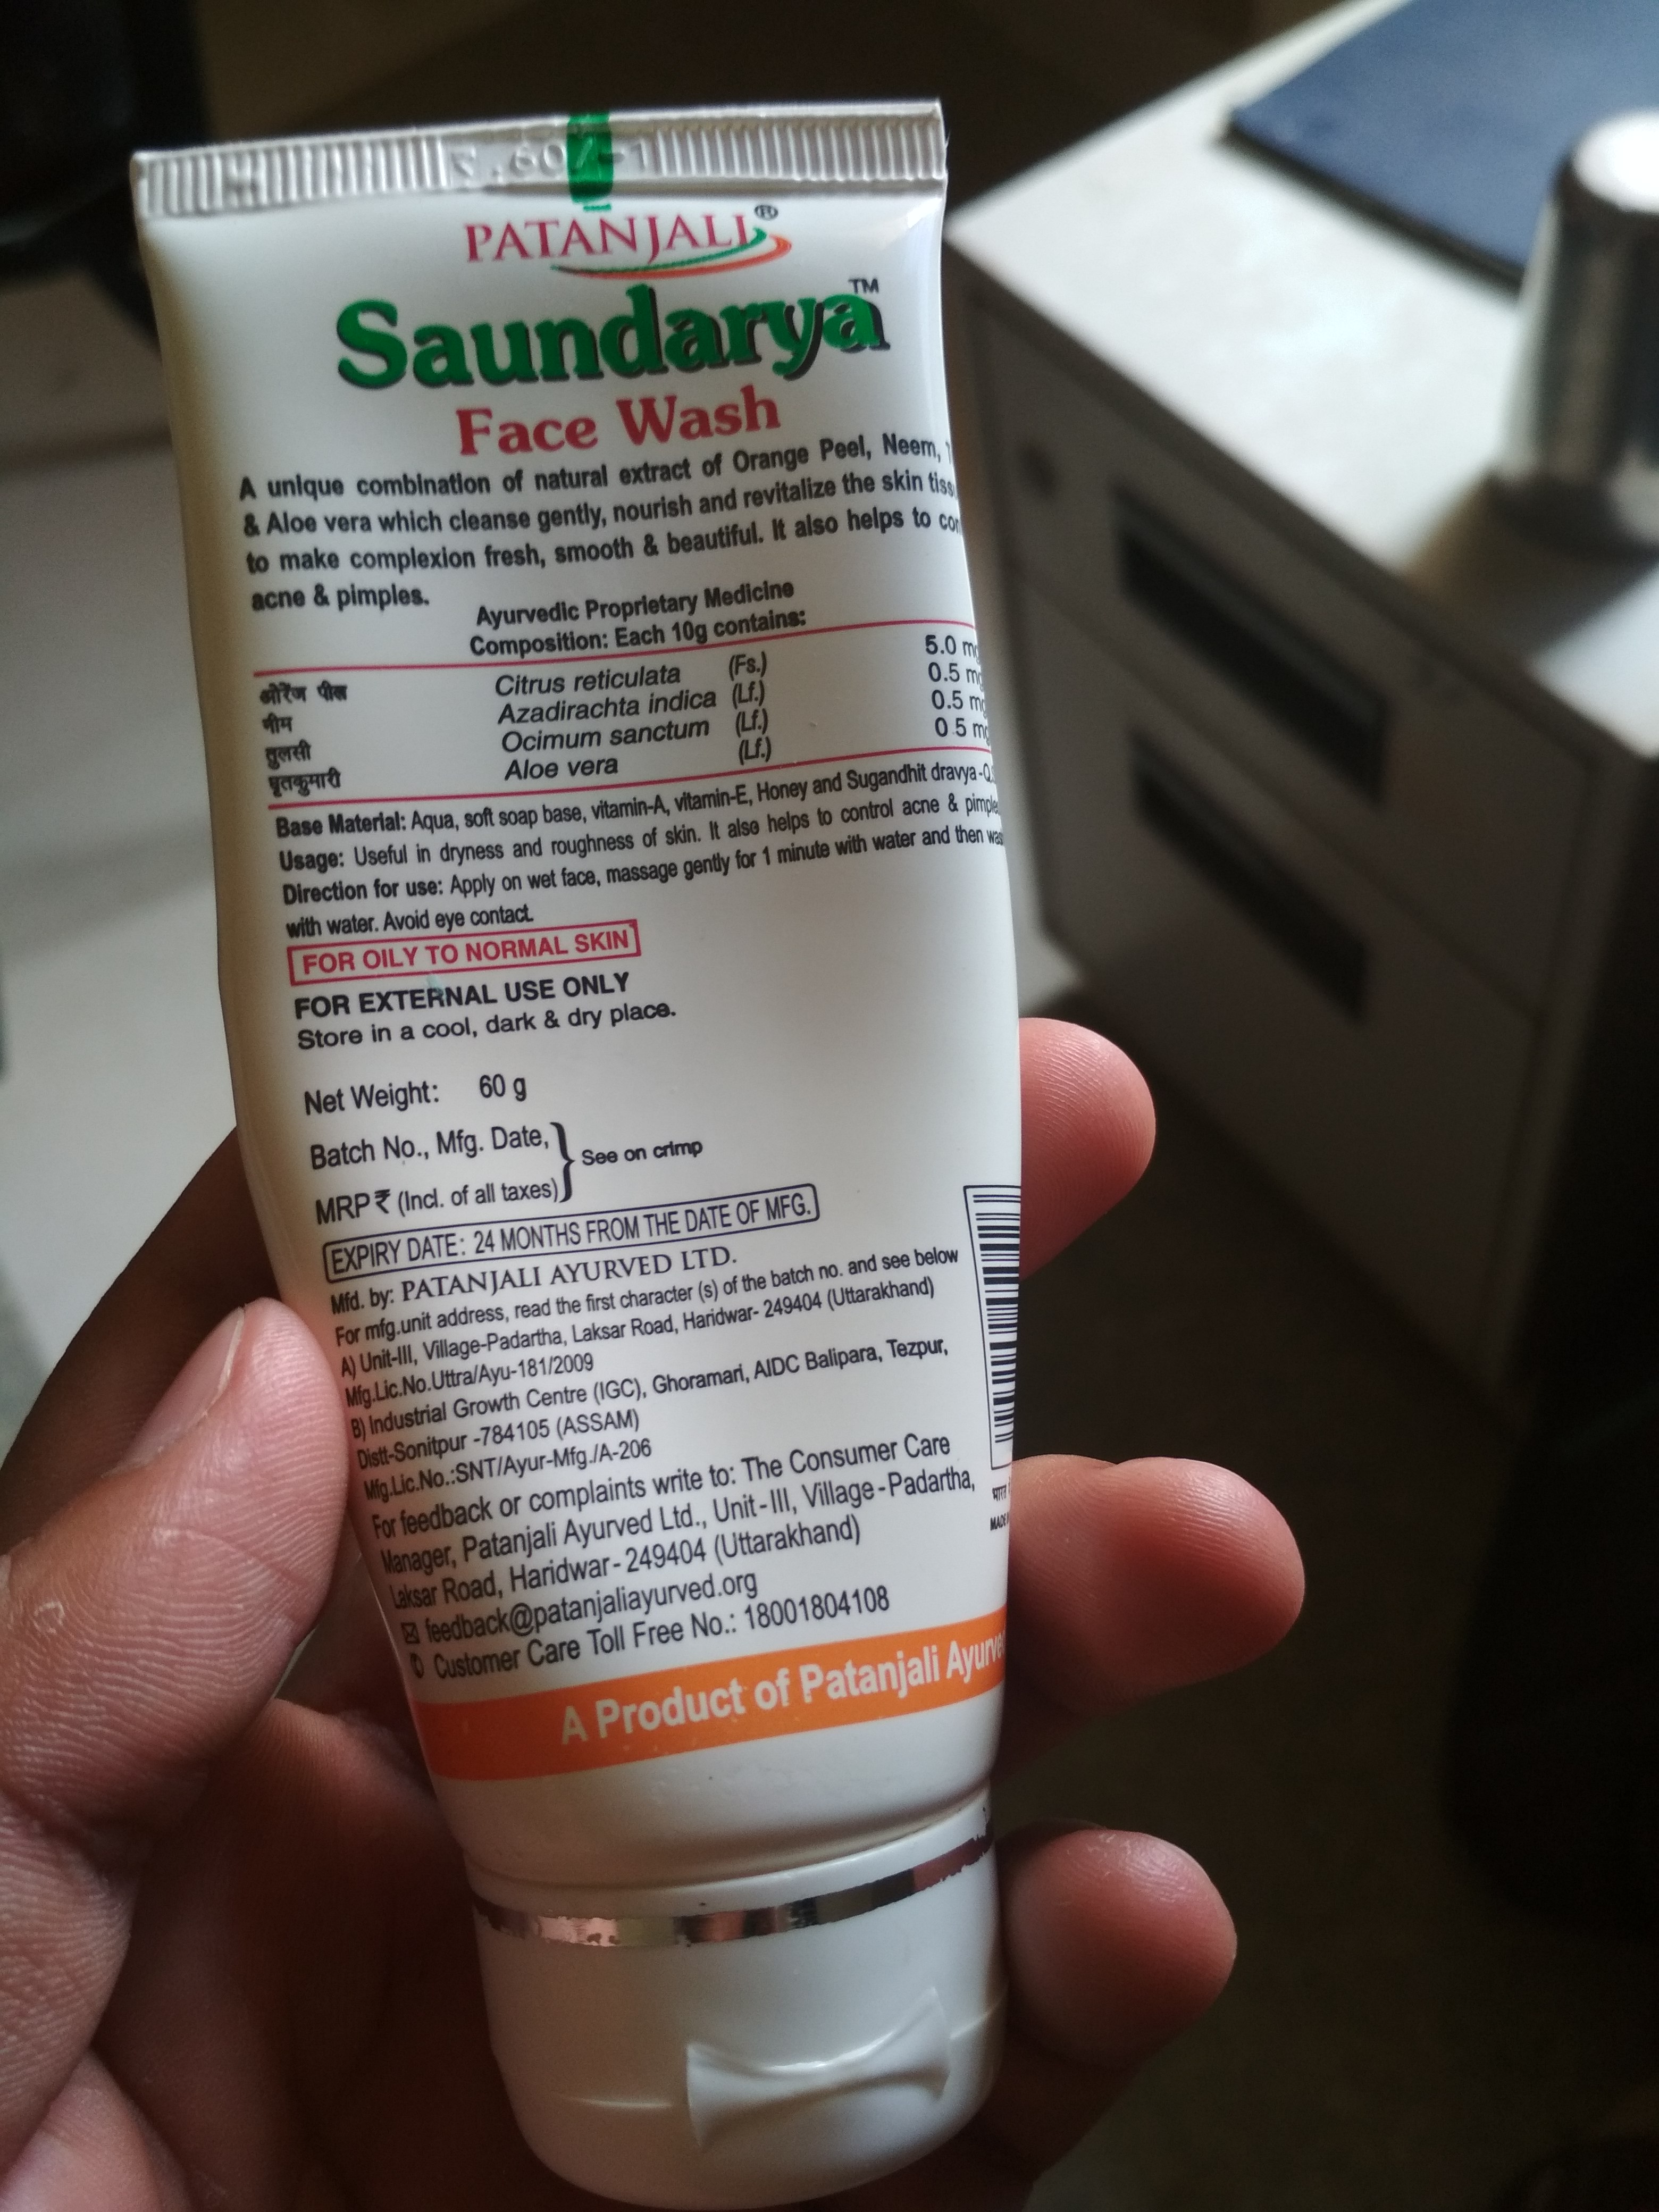 ₹.60/-
PATANJALI®
Saundarya™
Face Wash
A unique combination of natural extract of Orange Peel, Neem,
& Aloe vera which cleanse gently, nourish and revitalize the skin
to make complexion fresh, smooth & beautiful. It also helps to
acne & pimples.
Ayurvedic Proprietary Medicine
Composition: Each 10g contains:
ओरेंज पील Citrus reticulata (Fs.) 5.0 mg
नीम Azadirachta indica (Lf.) 0.5 mg
तुलसी Ocimum sanctum (Lf.) 0.5 mg
घृतकुमारी Aloe vera (Lf.) 0.5 mg
Base Material: Aqua, soft soap base, vitamin-A, vitamin-E, Honey and Sugandhit dravya-
Usage: Useful in dryness and roughness of skin. It also helps to control acne &
Direction for use: Apply on wet face, massage gently for 1 minute with water and then
with water. Avoid eye contact.
FOR OILY TO NORMAL SKIN
FOR EXTERNAL USE ONLY
Store in a cool, dark & dry place.
Net Weight: 60 g
Batch No., Mfg. Date,
See on crimp
MRP ₹ (Incl. of all taxes)
EXPIRY DATE: 24 MONTHS FROM THE DATE OF MFG.
Mfd. by: PATANJALI AYURVED LTD.
For mfg.unit address, read the first character (s) of the batch no. and see below
A) Unit-III, Village-Padartha, Laksar Road, Haridwar- 249404 (Uttarakhand)
Mfg.Lic.No.Uttra/Ayu-181/2009
B) Industrial Growth Centre (IGC), Ghoramari, AIDC Balipara, Tezpur,
Distt-Sonitpur -784105 (ASSAM)
Mfg.Lic.No.:SNT/Ayur-Mfg./A-206
For feedback or complaints write to: The Consumer Care
Manager, Patanjali Ayurved Ltd., Unit-III, Village-Padartha,
Laksar Road, Haridwar- 249404 (Uttarakhand)
feedback@patanjaliayurved.org
Customer Care Toll Free No.: 18001804108
A Product of Patanjali